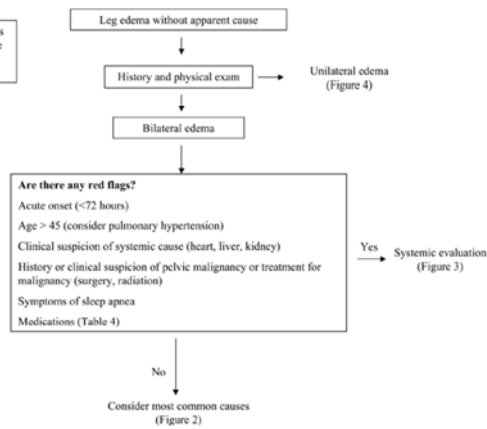 Leg edema without apparent cause
History and physical exam
Unilateral edema
(Figure 4)
Bilateral edema
Are there any red flags?
Acute onset (<72 hours)
Age > 45 (consider pulmonary hypertension)
Clinical suspicion of systemic cause (heart, liver, kidney)
History or clinical suspicion of pelvic malignancy or treatment for
malignancy (surgery, radiation)
Symptoms of sleep apnea
Medications (Table 4)
Yes
Systemic evaluation
(Figure 3)
No
Consider most common causes
(Figure 2)